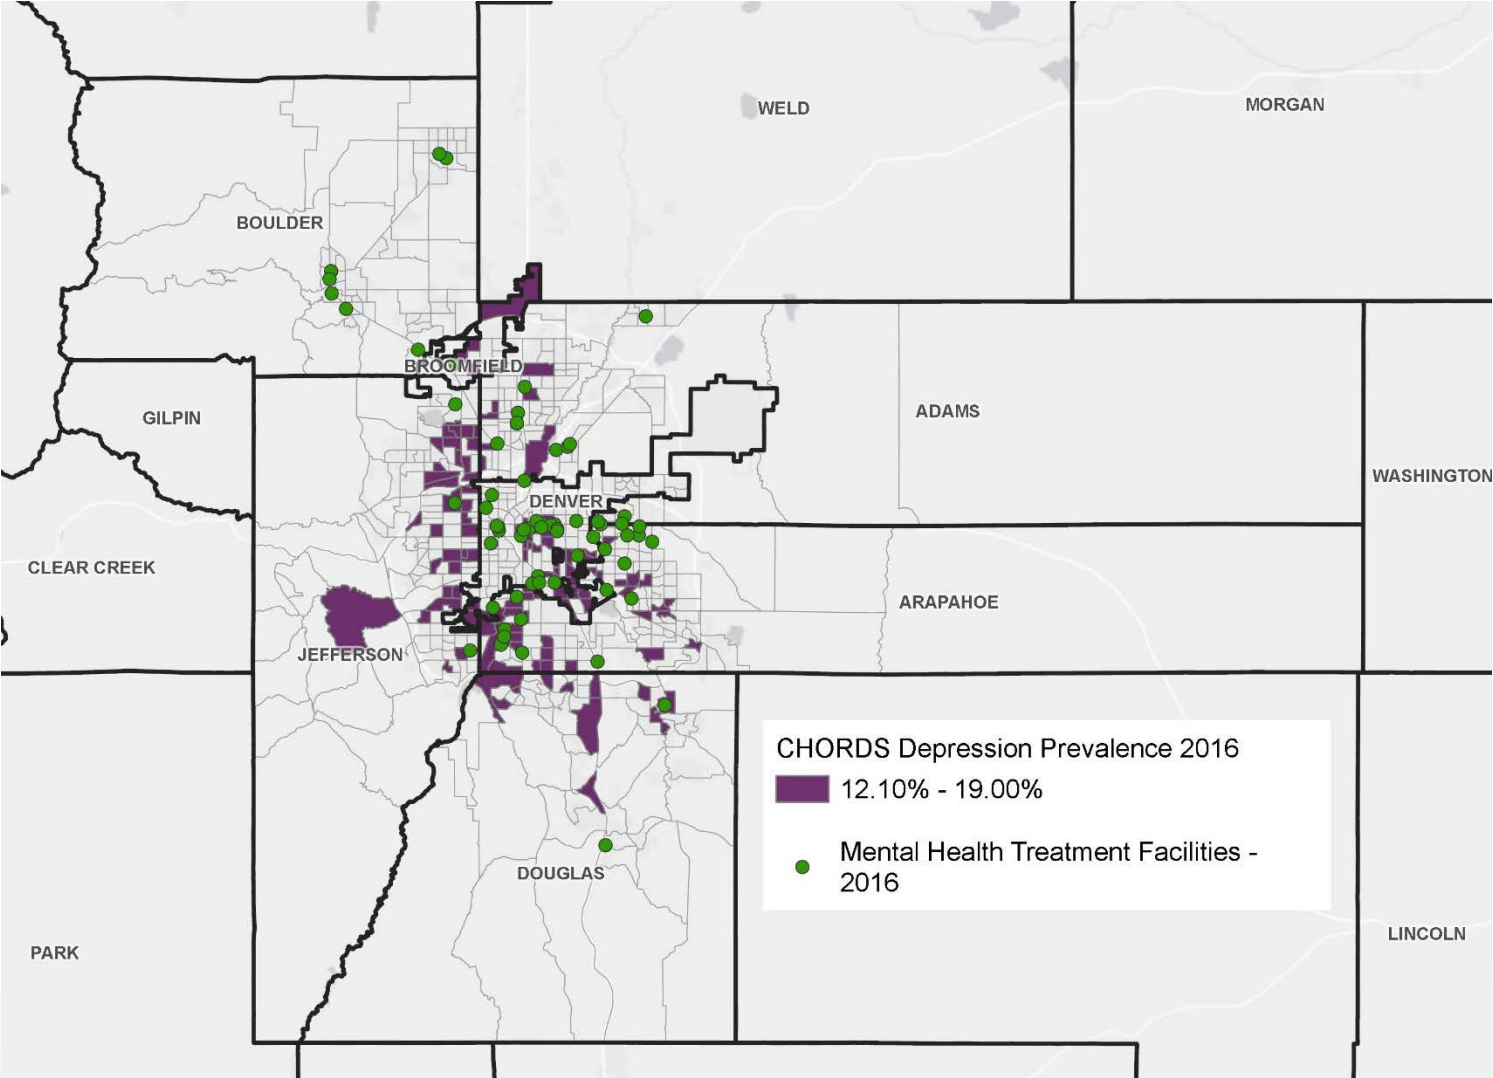 WELD
MORGAN
BOULDER
BROOMFIELD
GILPIN
ADAMS
WASHINGTON
DENVER
CLEAR CREEK
ARAPAHOE
JEFFERSON
CHORDS Depression Prevalence 2016
12.10% - 19.00%
Mental Health Treatment Facilities -
2016
DOUGLAS
LINCOLN
PARK